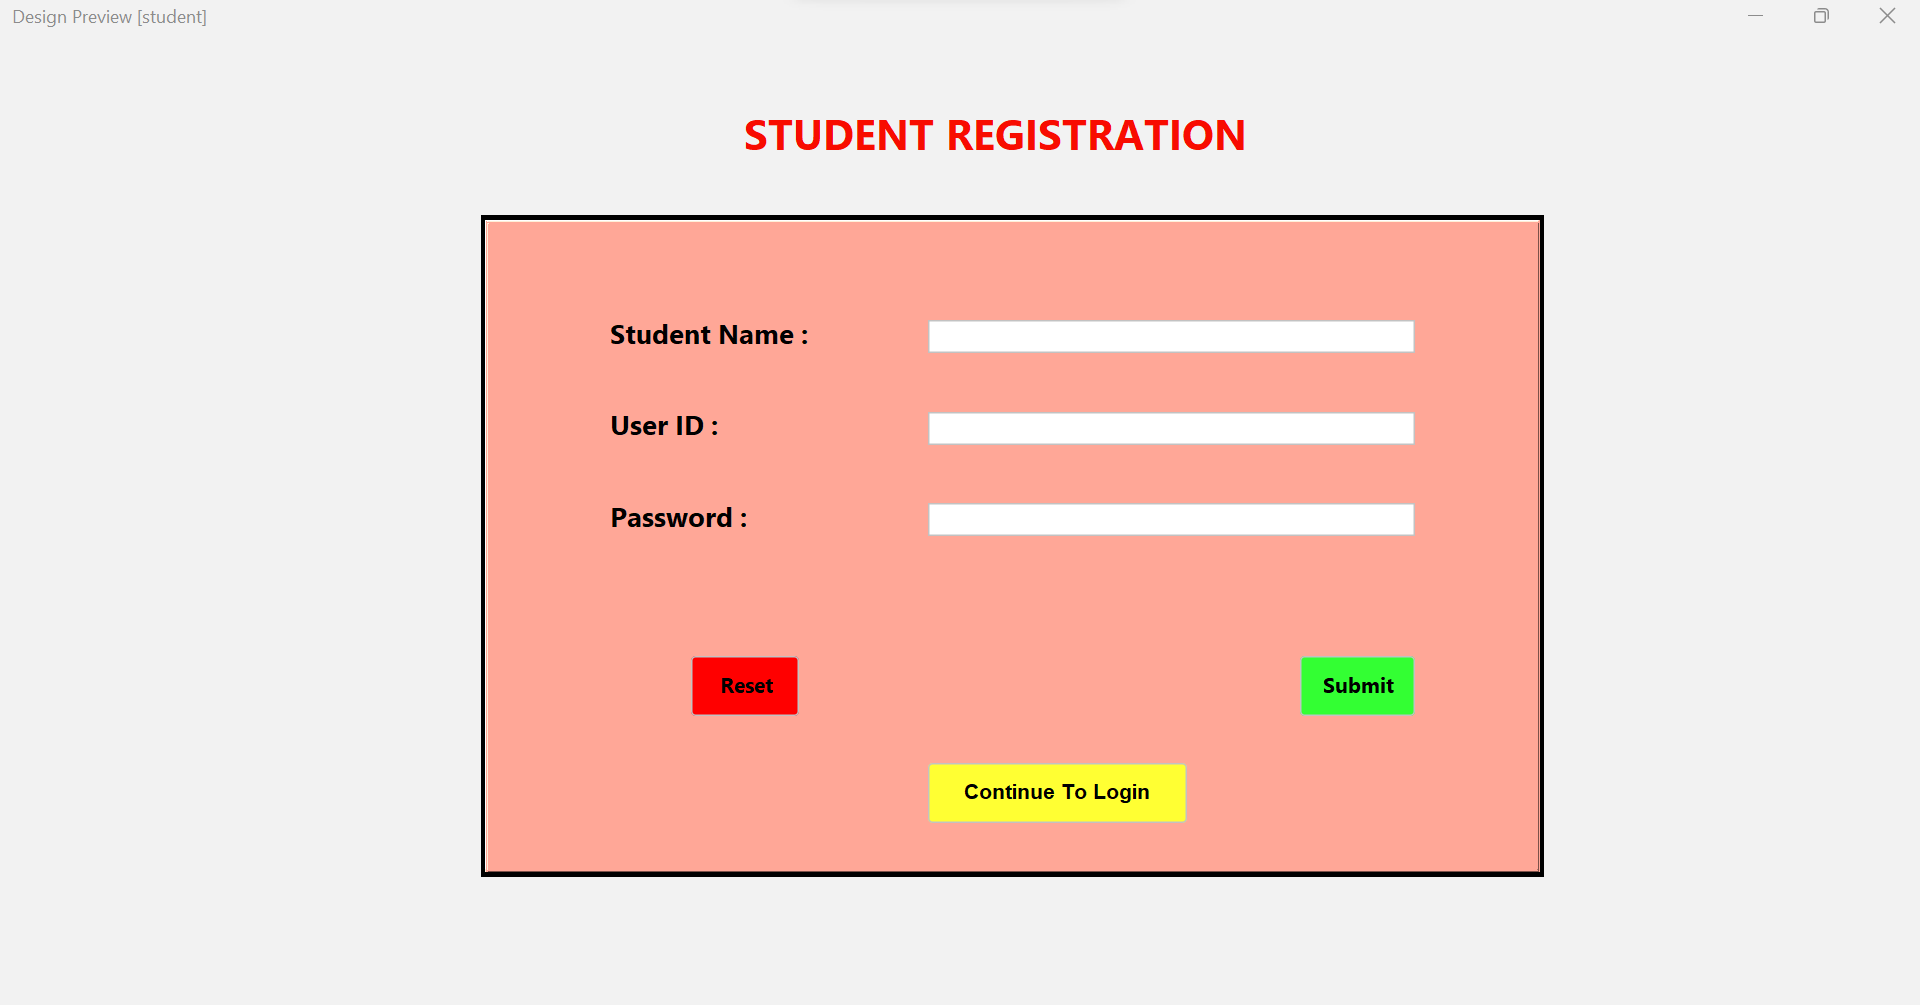 Design Preview [student]
STUDENT REGISTRATION
Student Name :
User ID :
Password :
Reset
Submit
Continue To Login